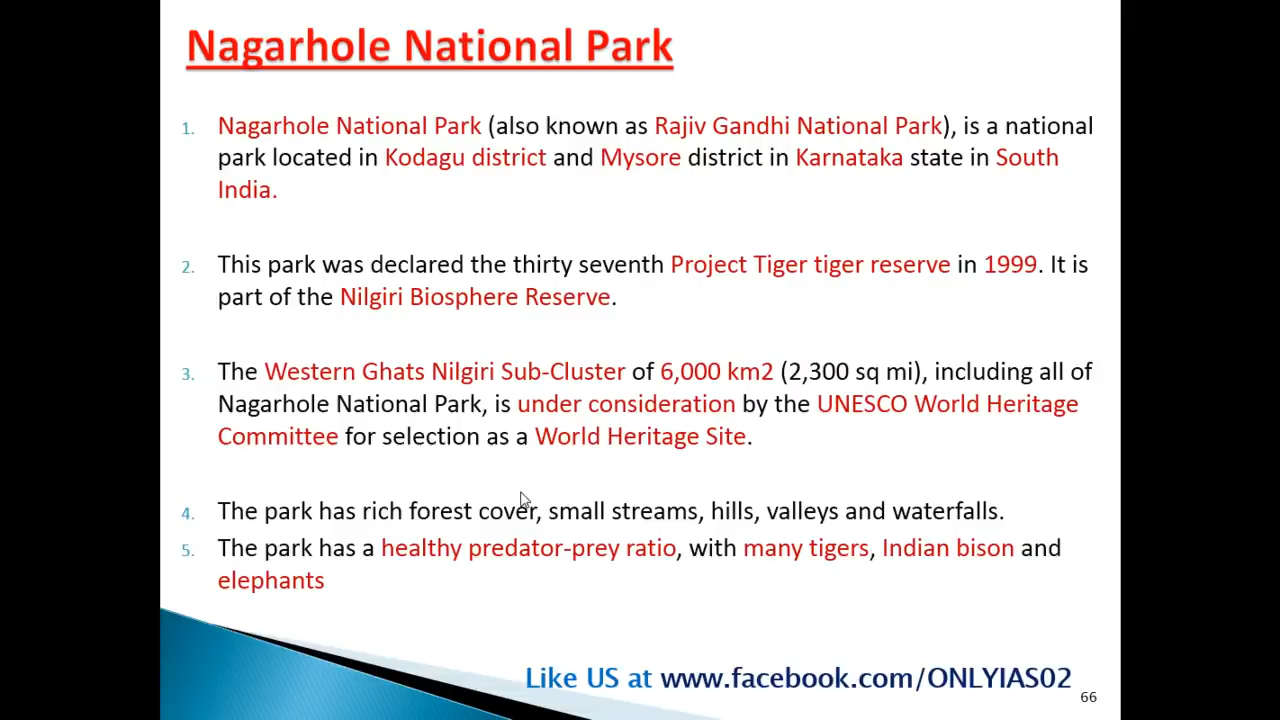 Nagarhole National Park
1. Nagarhole National Park (also known as Rajiv Gandhi National Park), is a national
park located in Kodagu district and Mysore district in Karnataka state in South
India.
2. This park was declared the thirty seventh Project Tiger tiger reserve in 1999. It is
part of the Nilgiri Biosphere Reserve.
3. The Western Ghats Nilgiri Sub-Cluster of 6,000 km2 (2,300 sq mi), including all of
Nagarhole National Park, is under consideration by the UNESCO World Heritage
Committee for selection as a World Heritage Site.
4. The park has rich forest cover, small streams, hills, valleys and waterfalls.
5. The park has a healthy predator-prey ratio, with many tigers, Indian bison and
elephants
Like US at www.facebook.com/ONLYIAS02
66